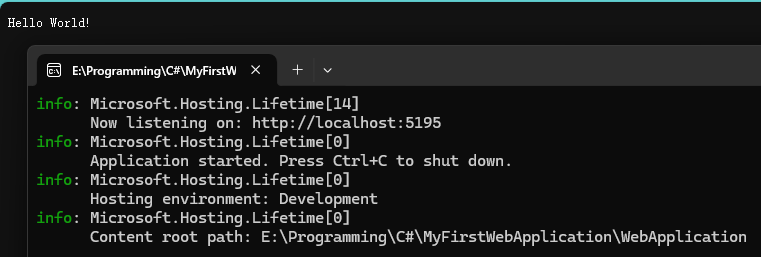 Hello World!
E:\Programming\C#\MyFirstW
info: Microsoft.Hosting.Lifetime[14]
Now listening on: http://localhost:5195
info: Microsoft.Hosting.Lifetime[0]
Application started. Press Ctrl+C to shut down.
info: Microsoft.Hosting.Lifetime[0]
Hosting environment: Development
info: Microsoft.Hosting.Lifetime[0]
Content root path: E:\Programming\C#\MyFirstWebApplication\WebApplication